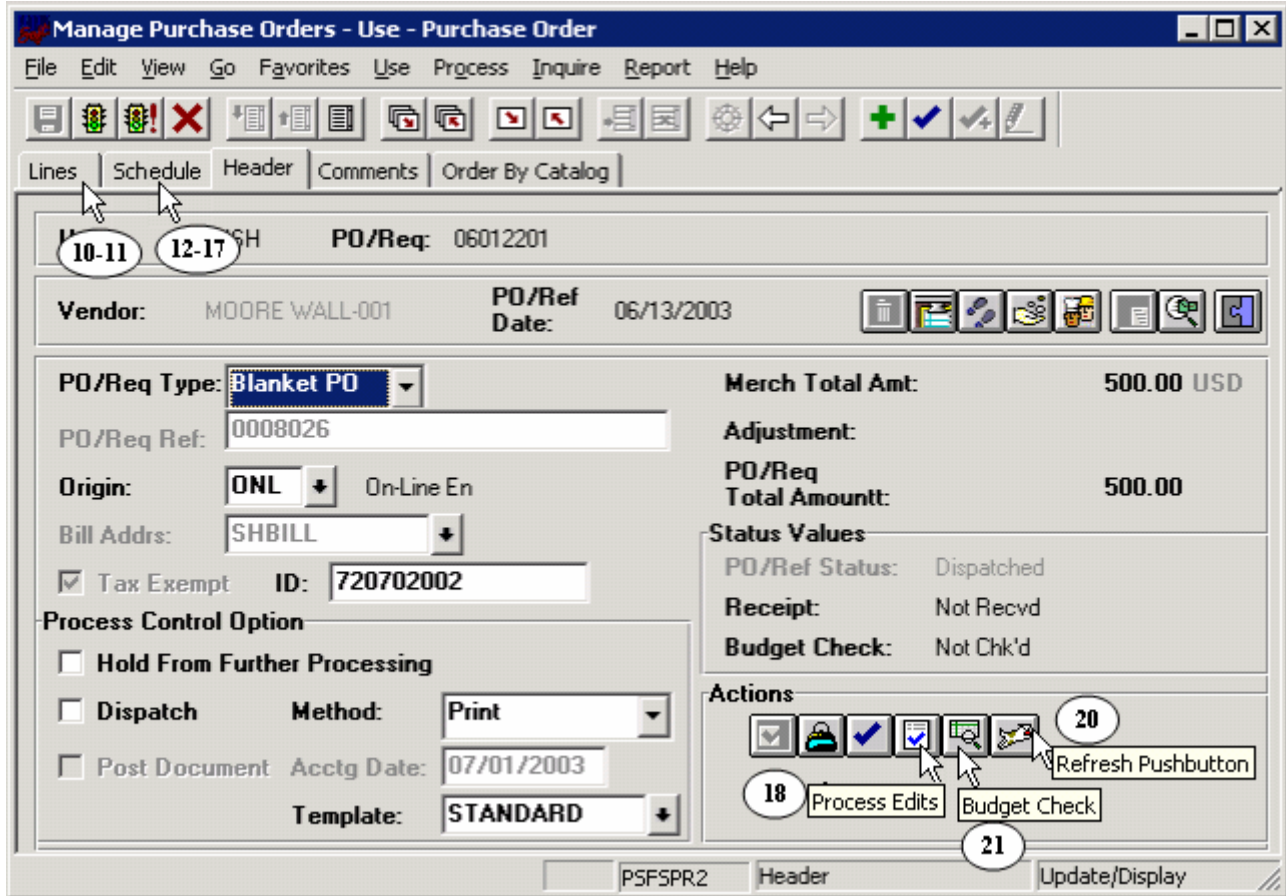 Manage Purchase Orders - Use - Purchase Order
File Edit View Go Favorites Use Process Inquire Report Help
Lines Schedule Header Comments Order By Catalog
10-11 12-17 SH PO/Req: 06012201
Vendor: MOORE WALL-001 PO/Ref Date: 06/13/2003
PO/Req Type: Blanket PO Merch Total Amt: 500.00 USD
PO/Req Ref: 0008026 Adjustment:
Origin: ONL On-Line En PO/Req Total Amountt: 500.00
Bill Addrs: SHBILL Status Values
Tax Exempt ID: 720702002 PO/Ref Status: Dispatched
Process Control Option Receipt: Not Recvd
Hold From Further Processing Budget Check: Not Chk'd
Actions
Dispatch Method: Print 20
Post Document Acctg Date: 07/01/2003 Refresh Pushbutton
18 Process Edits Budget Check
Template: STANDARD 21
PSFSPR2 Header Update/Display